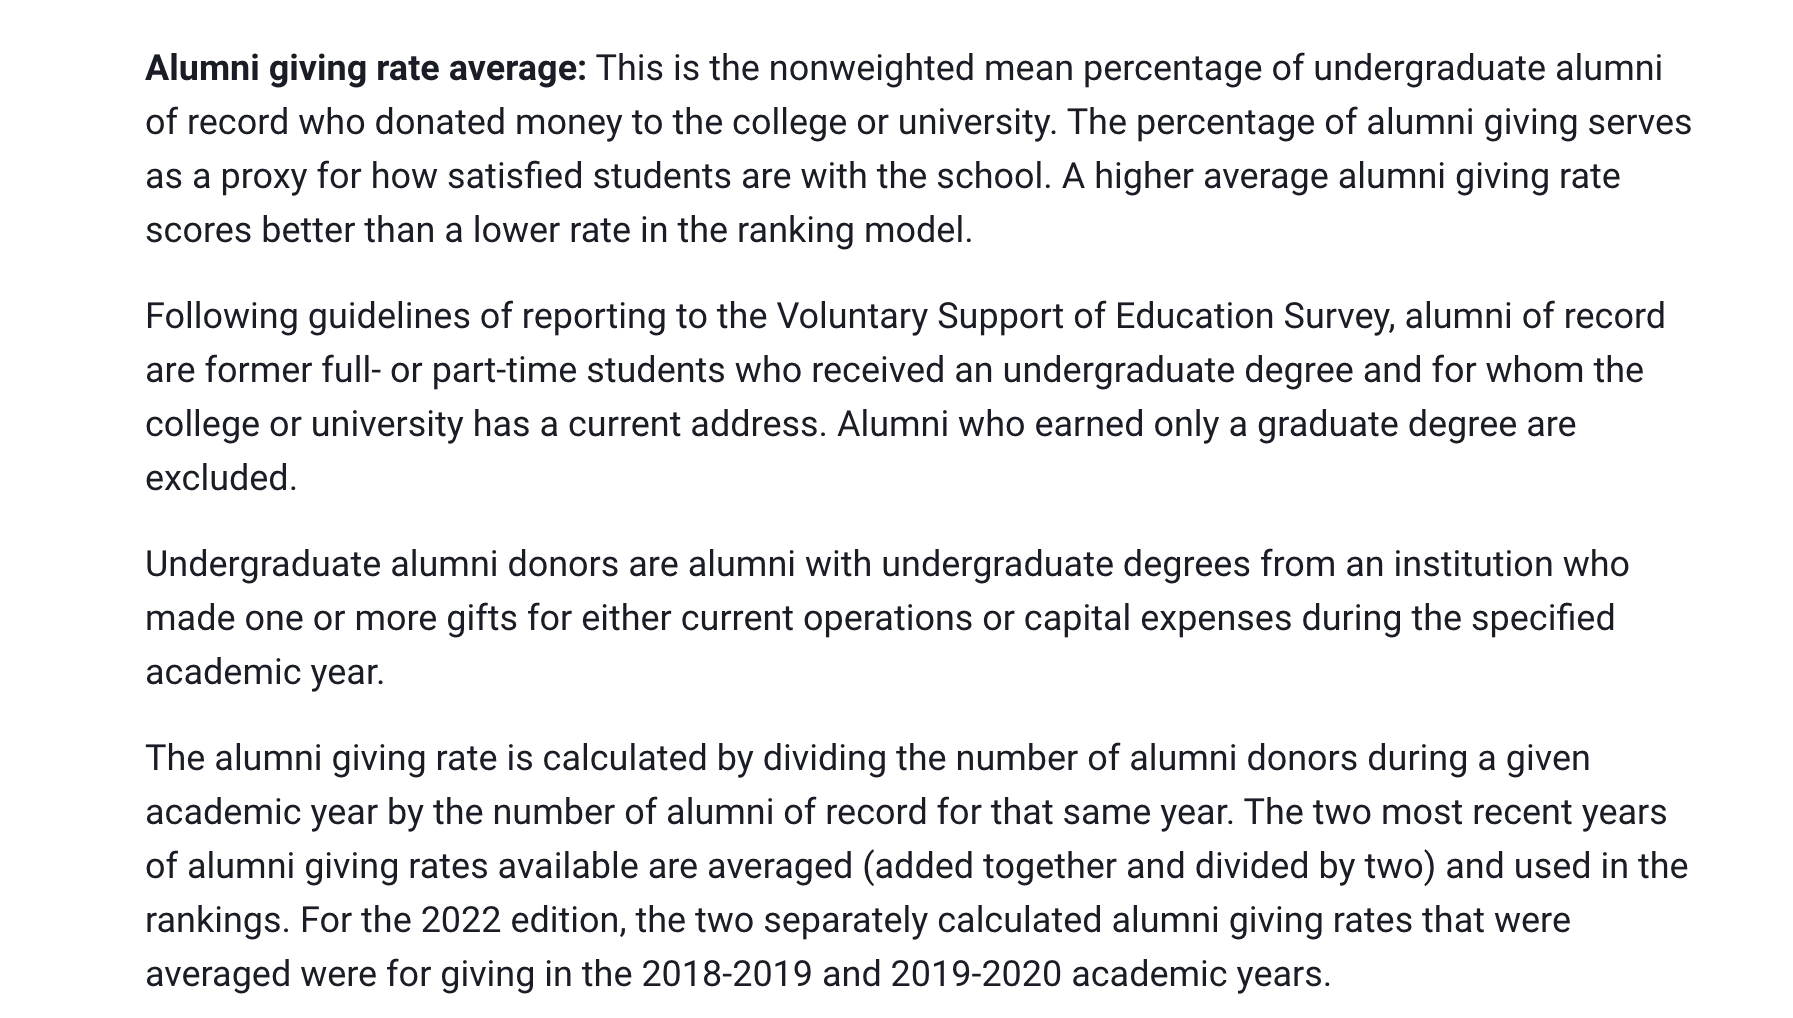 Alumni giving rate average: This is the nonweighted mean percentage of undergraduate alumni
of record who donated money to the college or university. The percentage of alumni giving serves
as a proxy for how satisfied students are with the school. A higher average alumni giving rate
scores better than a lower rate in the ranking model.
Following guidelines of reporting to the Voluntary Support of Education Survey, alumni of record
are former full- or part-time students who received an undergraduate degree and for whom the
college or university has a current address. Alumni who earned only a graduate degree are
excluded.
Undergraduate alumni donors are alumni with undergraduate degrees from an institution who
made one or more gifts for either current operations or capital expenses during the specified
academic year.
The alumni giving rate is calculated by dividing the number of alumni donors during a given
academic year by the number of alumni of record for that same year. The two most recent years
of alumni giving rates available are averaged (added together and divided by two) and used in the
rankings. For the 2022 edition, the two separately calculated alumni giving rates that were
averaged were for giving in the 2018-2019 and 2019-2020 academic years.